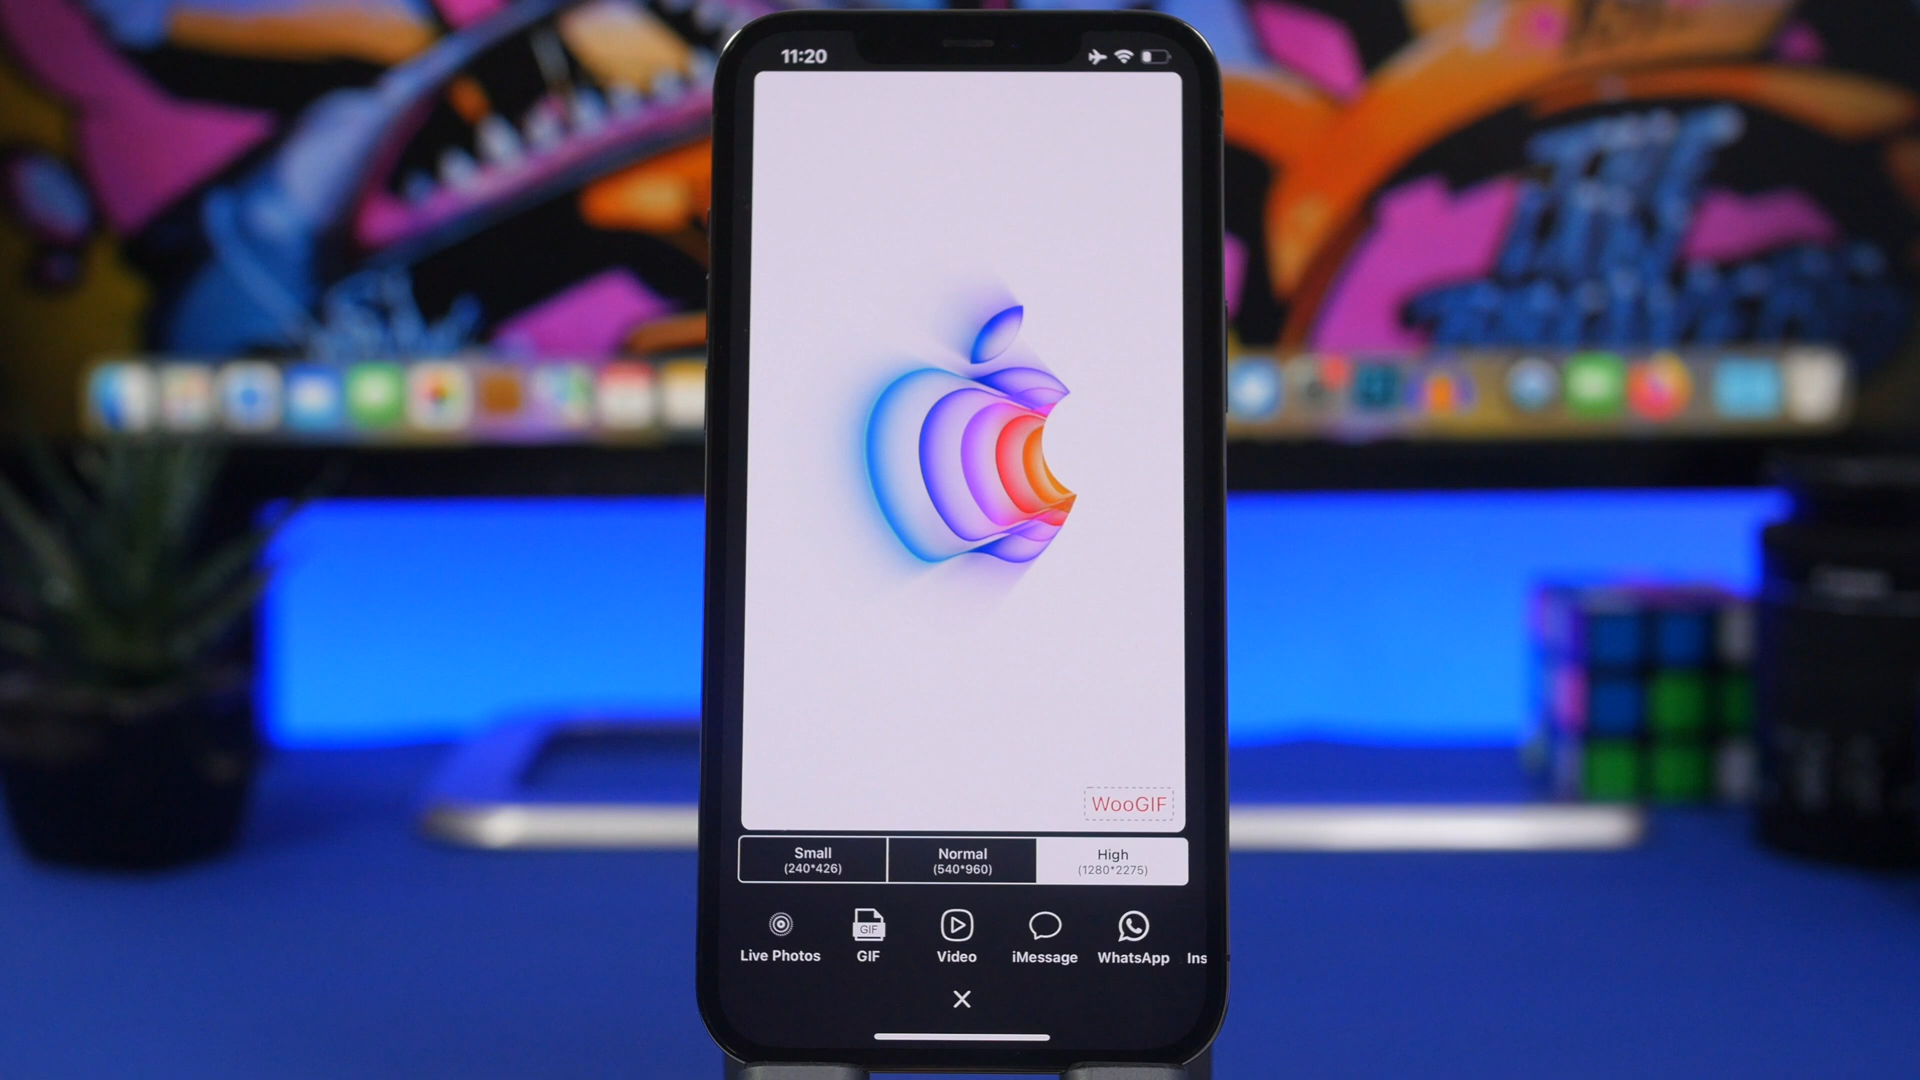 11:20
WooGIF
Small
(240*426)
Normal
(540*960)
High
(1280*2275)
GIF
Live Photos
GIF
Video
iMessage
WhatsApp
Ins